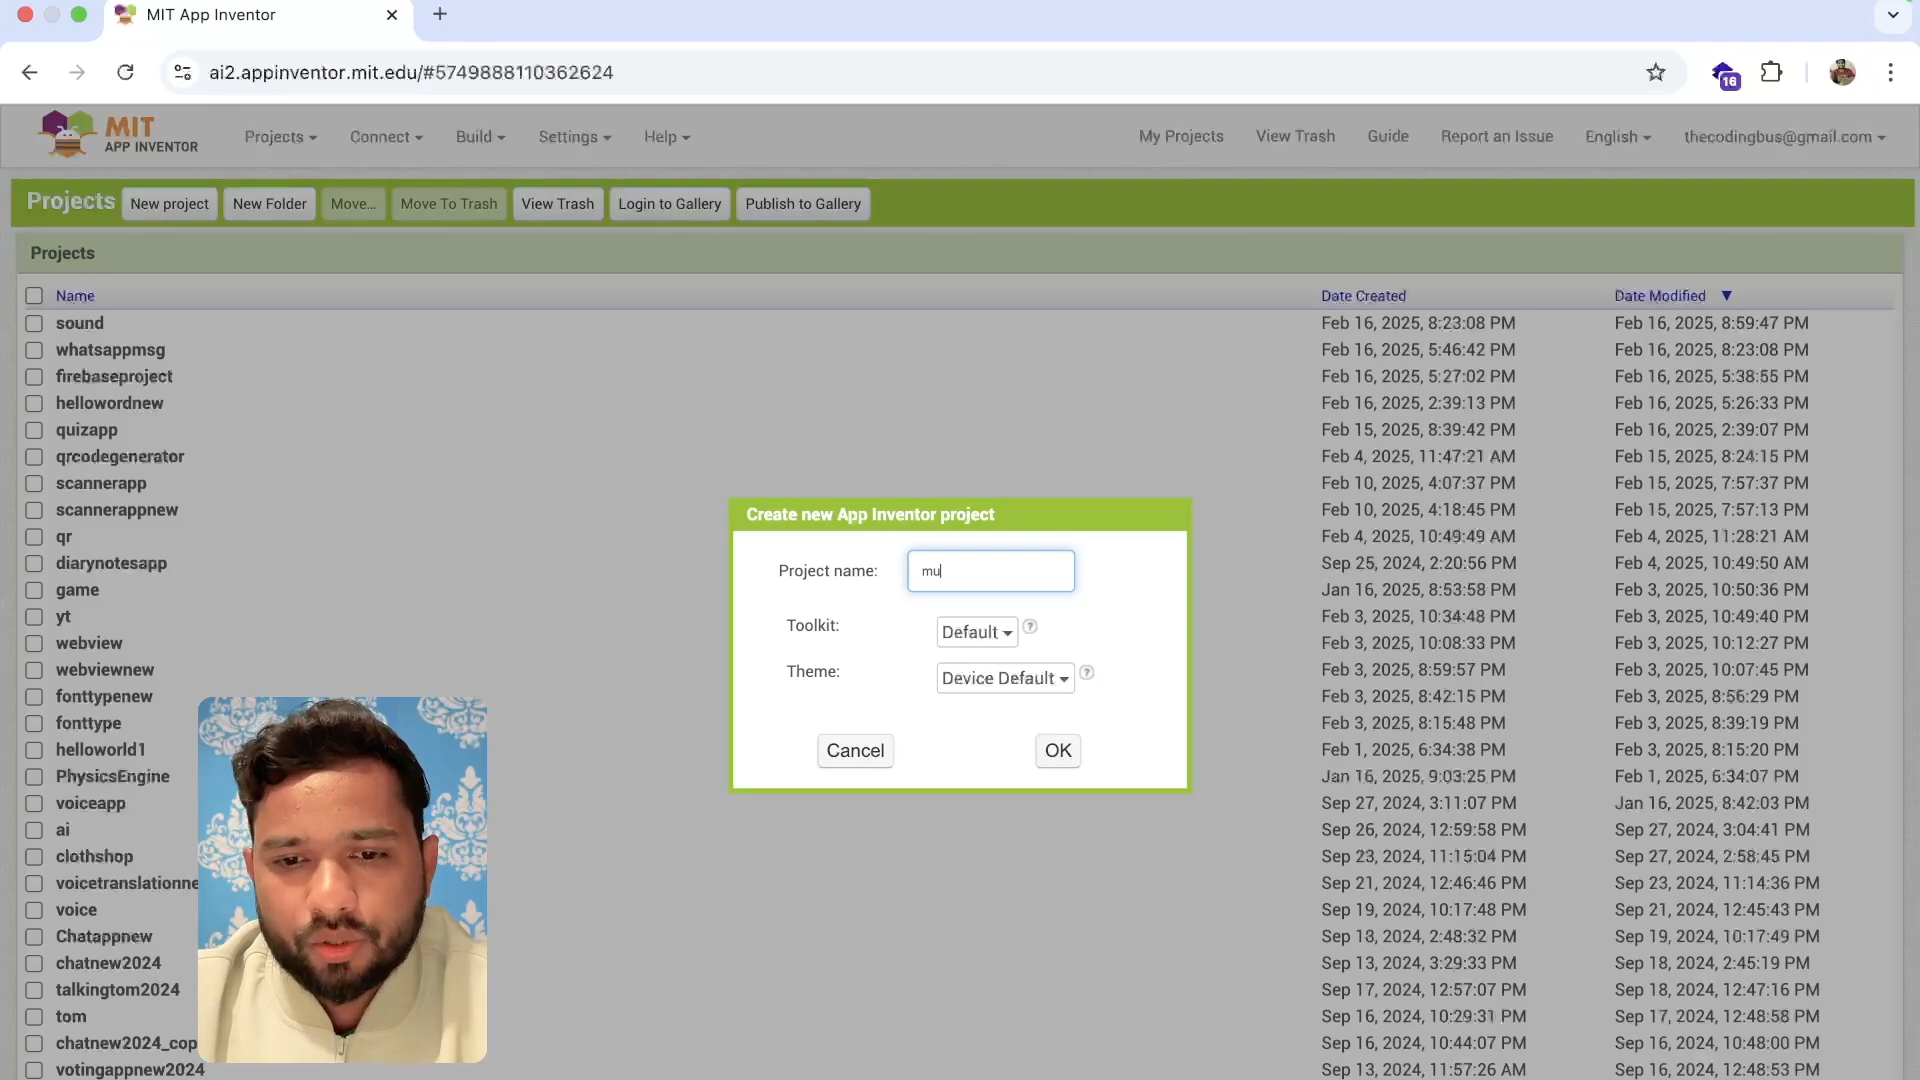 MIT App Inventor
ai2.appinventor.mit.edu/#5749888110362624
16
MIT
APP INVENTOR
Projects
Connect
Build
Settings
Help
My Projects
View Trash
Guide
Report an Issue
English
thecodingbus@gmail.com
Projects
New project
New Folder
Move...
Move To Trash
View Trash
Login to Gallery
Publish to Gallery
Projects
Name Date Created Date Modified ▼
sound Feb 16, 2025, 8:23:08 PM Feb 16, 2025, 8:59:47 PM
whatsappmsg Feb 16, 2025, 5:46:42 PM Feb 16, 2025, 8:23:08 PM
firebaseproject Feb 16, 2025, 5:27:02 PM Feb 16, 2025, 5:38:55 PM
hellowordnew Feb 16, 2025, 2:39:13 PM Feb 16, 2025, 5:26:33 PM
quizapp Feb 15, 2025, 8:39:42 PM Feb 16, 2025, 2:39:07 PM
qrcodegenerator Feb 4, 2025, 11:47:21 AM Feb 15, 2025, 8:24:15 PM
scannerapp Feb 10, 2025, 4:07:37 PM Feb 15, 2025, 7:57:37 PM
scannerappnew Feb 10, 2025, 4:18:45 PM Feb 15, 2025, 7:57:13 PM
qr Feb 4, 2025, 10:49:49 AM Feb 4, 2025, 11:28:21 AM
diarynotesapp Sep 25, 2024, 2:20:56 PM Feb 4, 2025, 10:49:50 AM
game Jan 16, 2025, 8:53:58 PM Feb 3, 2025, 10:50:36 PM
yt Feb 3, 2025, 10:34:48 PM Feb 3, 2025, 10:49:40 PM
webview Feb 3, 2025, 10:08:33 PM Feb 3, 2025, 10:12:27 PM
webviewnew Feb 3, 2025, 8:59:57 PM Feb 3, 2025, 10:07:45 PM
fonttypenew Feb 3, 2025, 8:42:15 PM Feb 3, 2025, 8:56:29 PM
fonttype Feb 3, 2025, 8:15:48 PM Feb 3, 2025, 8:39:19 PM
helloworld1 Feb 1, 2025, 6:34:38 PM Feb 3, 2025, 8:15:20 PM
PhysicsEngine Jan 16, 2025, 9:03:25 PM Feb 1, 2025, 6:34:07 PM
voiceapp Sep 27, 2024, 3:11:07 PM Jan 16, 2025, 8:42:03 PM
ai Sep 26, 2024, 12:59:58 PM Sep 27, 2024, 3:04:41 PM
clothshop Sep 23, 2024, 11:15:04 PM Sep 27, 2024, 2:58:45 PM
voicetranslationne Sep 21, 2024, 12:46:46 PM Sep 23, 2024, 11:14:36 PM
voice Sep 19, 2024, 10:17:48 PM Sep 21, 2024, 12:45:43 PM
Chatappnew Sep 18, 2024, 2:48:32 PM Sep 19, 2024, 10:17:49 PM
chatnew2024 Sep 13, 2024, 3:29:33 PM Sep 18, 2024, 2:45:19 PM
talkingtom2024 Sep 17, 2024, 12:57:07 PM Sep 18, 2024, 12:47:16 PM
tom Sep 16, 2024, 10:29:31 PM Sep 17, 2024, 12:48:58 PM
chatnew2024_cop Sep 16, 2024, 10:44:07 PM Sep 16, 2024, 10:48:00 PM
votingappnew2024 Sep 13, 2024, 11:57:26 AM Sep 16, 2024, 12:48:53 PM
Create new App Inventor project
Project name: mu
Toolkit: Default ?
Theme: Device Default ?
Cancel
OK